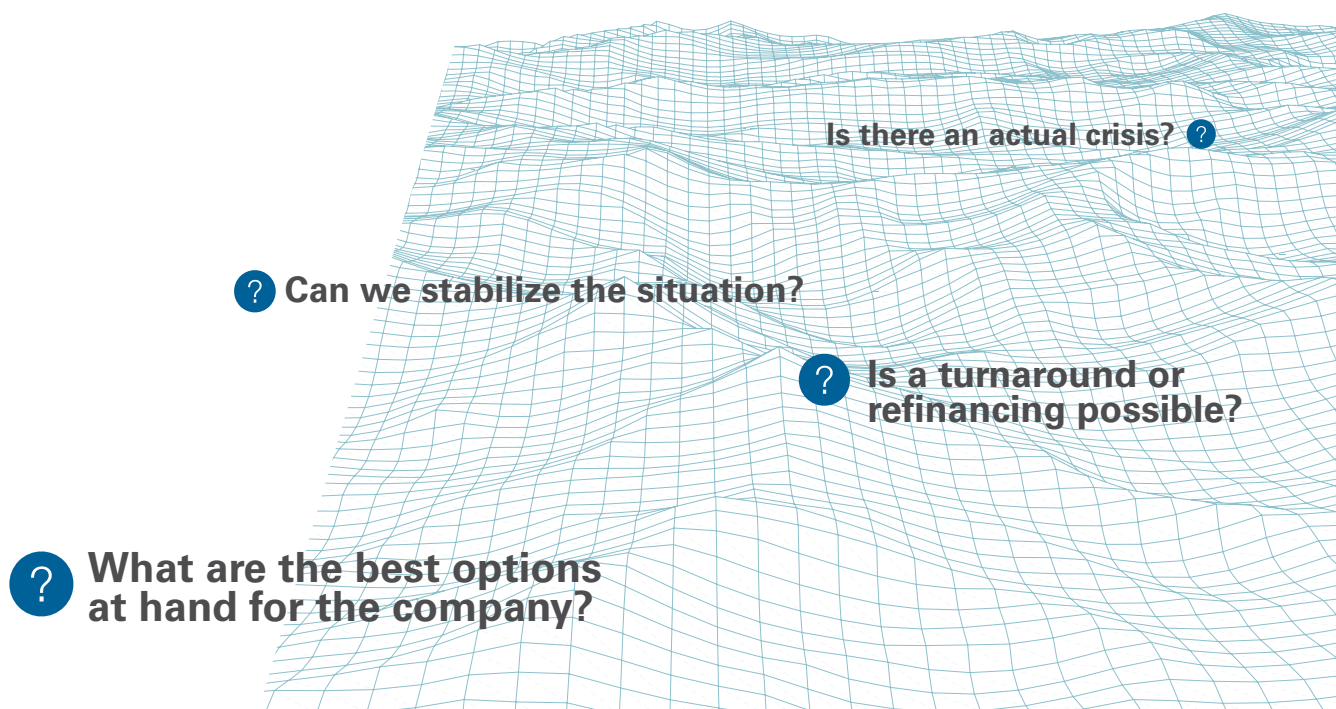 Is there an actual crisis? ?
? Can we stabilize the situation?
? Is a turnaround or
refinancing possible?
? What are the best options
at hand for the company?